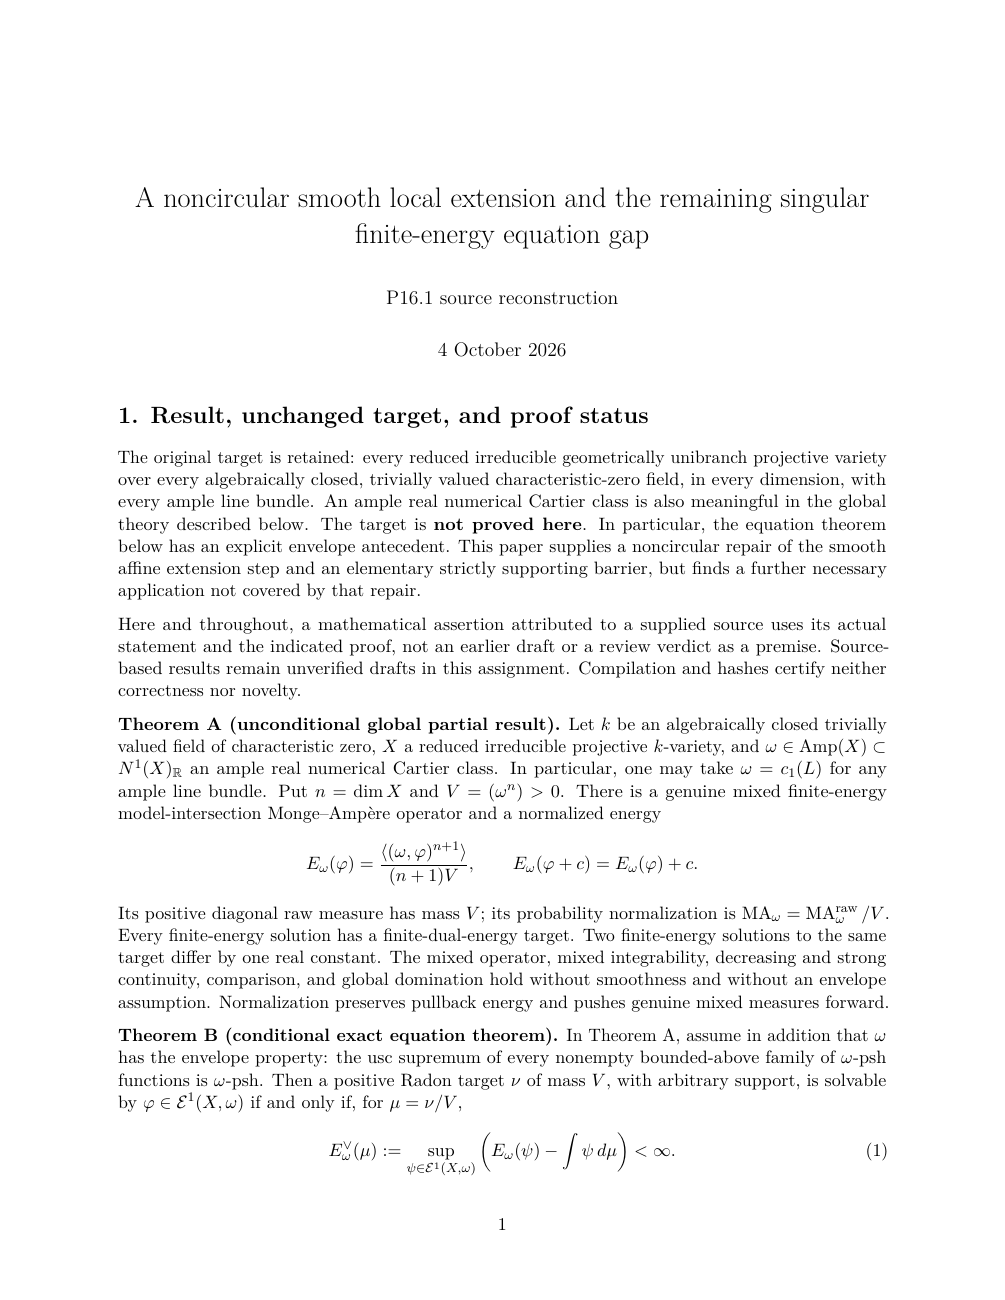 A noncircular smooth local extension and the remaining singular
finite-energy equation gap
P16.1 source reconstruction
4 October 2026
1. Result, unchanged target, and proof status
The original target is retained: every reduced irreducible geometrically unibranch projective variety
over every algebraically closed, trivially valued characteristic-zero field, in every dimension, with
every ample line bundle. An ample real numerical Cartier class is also meaningful in the global
theory described below. The target is not proved here. In particular, the equation theorem
below has an explicit envelope antecedent. This paper supplies a noncircular repair of the smooth
affine extension step and an elementary strictly supporting barrier, but finds a further necessary
application not covered by that repair.
Here and throughout, a mathematical assertion attributed to a supplied source uses its actual
statement and the indicated proof, not an earlier draft or a review verdict as a premise. Source-
based results remain unverified drafts in this assignment. Compilation and hashes certify neither
correctness nor novelty.
Theorem A (unconditional global partial result). Let k be an algebraically closed trivially
valued field of characteristic zero, X a reduced irreducible projective k-variety, and ω ∈ Amp(X) ⊂
N¹(X)_ℝ an ample real numerical Cartier class. In particular, one may take ω = c₁(L) for any
ample line bundle. Put n = dim X and V = (ωⁿ) > 0. There is a genuine mixed finite-energy
model-intersection Monge–Ampère operator and a normalized energy
E_ω(φ) = ⟨(ω, φ)^{n+1}⟩ / ((n + 1)V), E_ω(φ + c) = E_ω(φ) + c.
Its positive diagonal raw measure has mass V; its probability normalization is MA_ω = MA_ω^{raw} /V.
Every finite-energy solution has a finite-dual-energy target. Two finite-energy solutions to the same
target differ by one real constant. The mixed operator, mixed integrability, decreasing and strong
continuity, comparison, and global domination hold without smoothness and without an envelope
assumption. Normalization preserves pullback energy and pushes genuine mixed measures forward.
Theorem B (conditional exact equation theorem). In Theorem A, assume in addition that ω
has the envelope property: the usc supremum of every nonempty bounded-above family of ω-psh
functions is ω-psh. Then a positive Radon target ν of mass V, with arbitrary support, is solvable
by φ ∈ ℰ¹(X, ω) if and only if, for μ = ν/V,
E_ω^∨(μ) := sup_{ψ∈ℰ¹(X,ω)} (E_ω(ψ) − ∫ ψ dμ) < ∞. (1)
1